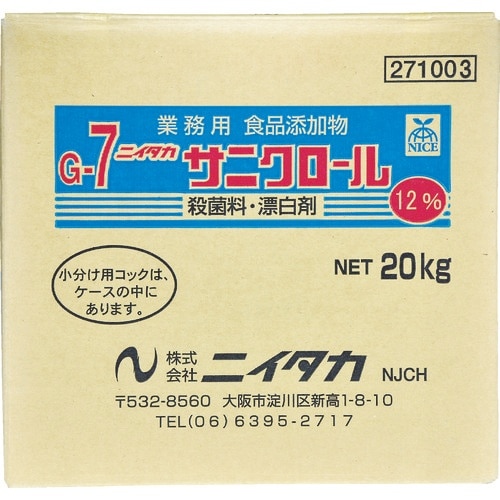 271003
業務用 食品添加物
NICE
G-7 ニイタカ サニクロール
殺菌料・漂白剤
12%
小分け用コックは、
ケースの中に
あります。
NET 20kg
株式会社 ニイタカ NJCH
〒532-8560 大阪市淀川区新高1-8-10
TEL(06)6395-2717